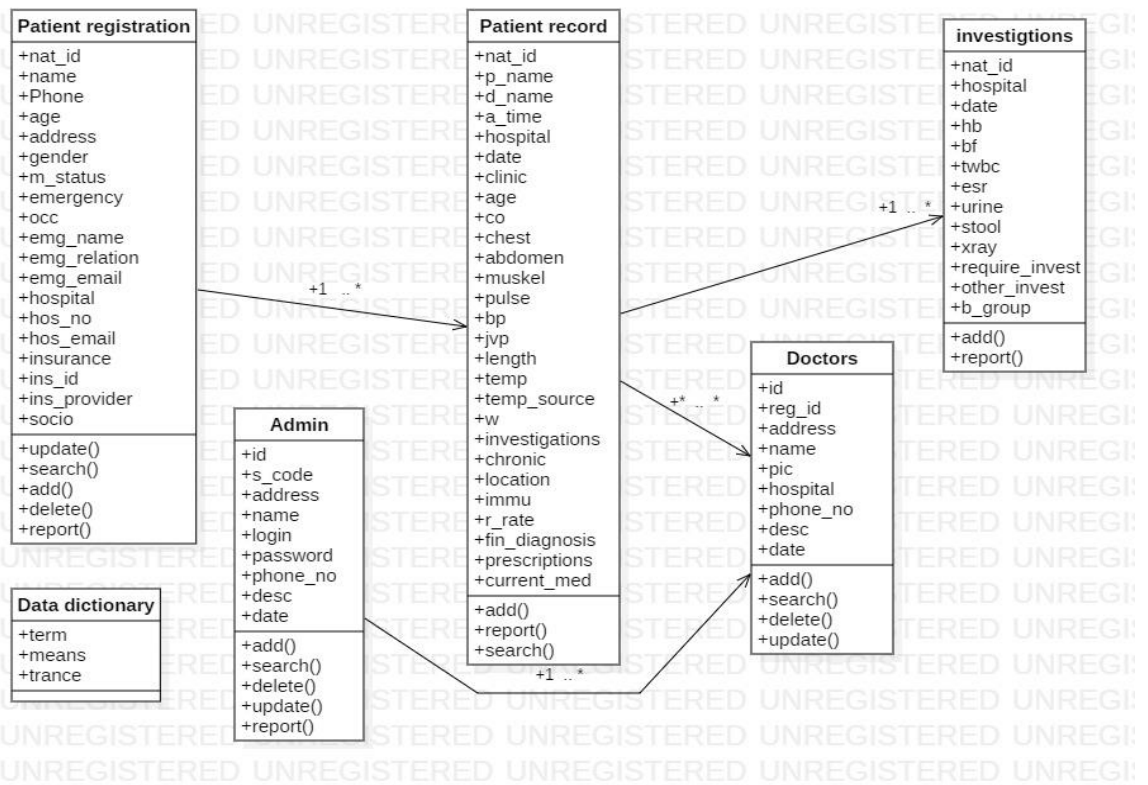 Patient registration
+nat_id
+name
+Phone
+age
+address
+gender
+m_status
+emergency
+occ
+emg_name
+emg_relation
+emg_email
+hospital
+hos_no
+hos_email
+insurance
+ins_id
+ins_provider
+socio
+update()
+search()
+add()
+delete()
+report()
+1 .. *
Patient record
+nat_id
+p_name
+d_name
+a_time
+hospital
+date
+clinic
+age
+co
+chest
+abdomen
+muskel
+pulse
+bp
+jvp
+length
+temp
+temp_source
+w
+investigations
+chronic
+location
+immu
+r_rate
+fin_diagnosis
+prescriptions
+current_med
+add()
+report()
+search()
+1 .. *
investigtions
+nat_id
+hospital
+date
+hb
+bf
+twbc
+esr
+urine
+stool
+xray
+require_invest
+other_invest
+b_group
+add()
+report()
+* .. *
Doctors
+id
+reg_id
+address
+name
+pic
+hospital
+phone_no
+desc
+date
+add()
+search()
+delete()
+update()
Admin
+id
+s_code
+address
+name
+login
+password
+phone_no
+desc
+date
+add()
+search()
+delete()
+update()
+report()
+1 .. *
Data dictionary
+term
+means
+trance
UNREGISTERED UNREGISTERED UNREGISTERED UNREGISTERED